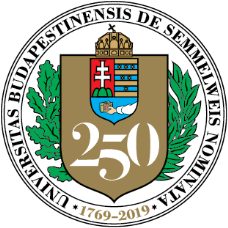 UNIVERSITAS BUDAPESTINENSIS DE SEMMELWEIS NOMINATA
250
• 1769–2019 •